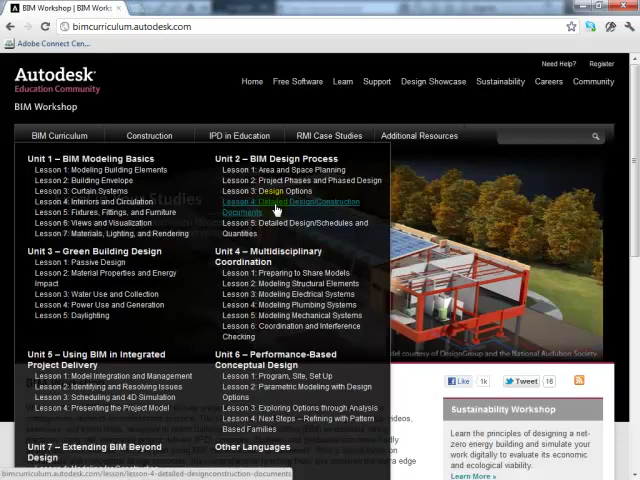 BIM Workshop | BIM Works
bimcurriculum.autodesk.com
Adobe Connect Cen...
Need Help? Register
Autodesk
Education Community
Home Free Software Learn Support Design Showcase Sustainability Careers Community
BIM Workshop
BIM Curriculum Construction IPD in Education RMI Case Studies Additional Resources
Unit 1 – BIM Modeling Basics
Lesson 1: Modeling Building Elements
Lesson 2: Building Envelope
Lesson 3: Curtain Systems
Lesson 4: Interiors and Circulation
Lesson 5: Fixtures, Fittings, and Furniture
Lesson 6: Views and Visualization
Lesson 7: Materials, Lighting, and Rendering
Unit 2 – BIM Design Process
Lesson 1: Area and Space Planning
Lesson 2: Project Phases and Phased Design
Lesson 3: Design Options
Lesson 4: Detailed Design/Construction
Documents
Lesson 5: Detailed Design/Schedules and
Quantities
Studies
Unit 3 – Green Building Design
Lesson 1: Passive Design
Lesson 2: Material Properties and Energy
Impact
Lesson 3: Water Use and Collection
Lesson 4: Power Use and Generation
Lesson 5: Daylighting
Unit 4 – Multidisciplinary
Coordination
Lesson 1: Preparing to Share Models
Lesson 2: Modeling Structural Elements
Lesson 3: Modeling Electrical Systems
Lesson 4: Modeling Plumbing Systems
Lesson 5: Modeling Mechanical Systems
Lesson 6: Coordination and Interference
Checking
model courtesy of DesignGroup and the National Audubon Society.
Unit 5 – Using BIM in Integrated
Project Delivery
Lesson 1: Model Integration and Management
Lesson 2: Identifying and Resolving Issues
Lesson 3: Scheduling and 4D Simulation
Lesson 4: Presenting the Project Model
Unit 6 – Performance-Based
Conceptual Design
Lesson 1: Program, Site, Set Up
Lesson 2: Parametric Modeling with Design
Options
Lesson 3: Exploring Options through Analysis
Lesson 4: Next Steps – Refining with Pattern
Based Families
Unit 7 – Extending BIM Beyond
Design
Other Languages
Like 1k Tweet 16
Sustainability Workshop
Learn the principles of designing a net-
zero energy building and simulate your
work digitally to evaluate its economic
and ecological viability.
Learn More »
bimcurriculum.autodesk.com/lesson/lesson-4-detailed-designconstruction-documents